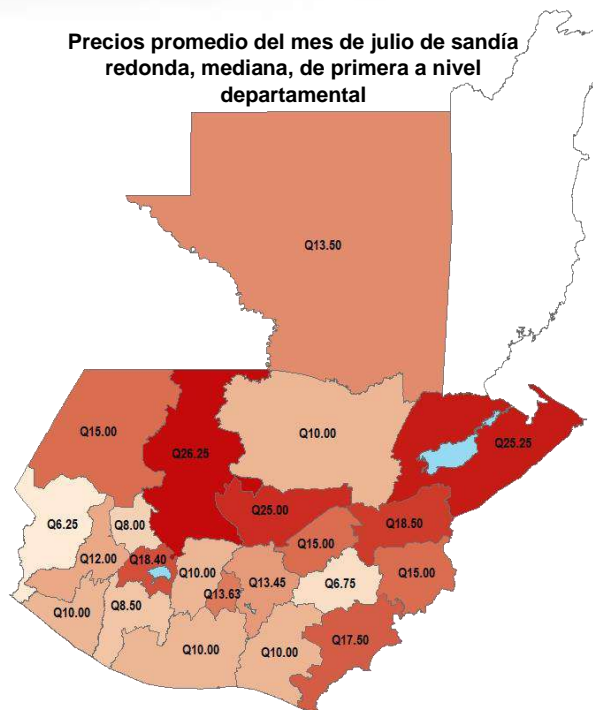 Precios promedio del mes de julio de sandía
redonda, mediana, de primera a nivel
departamental
Q13.50
Q15.00
Q26.25
Q10.00
Q25.25
Q25.00
Q18.50
Q6.25
Q8.00
Q12.00
Q18.40
Q10.00
Q15.00
Q13.45
Q6.75
Q15.00
Q13.63
Q10.00
Q8.50
Q10.00
Q10.00
Q17.50